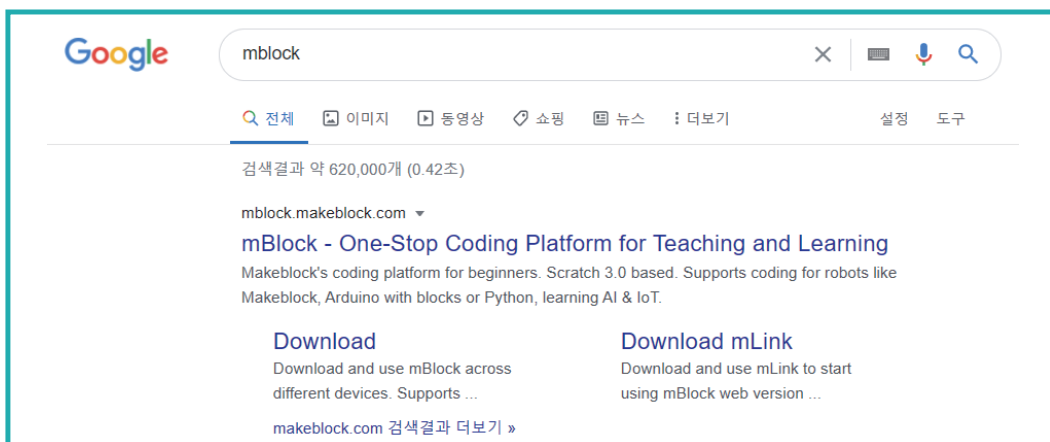 Google mblock
전체 이미지 동영상 쇼핑 뉴스 더보기 설정 도구
검색결과 약 620,000개 (0.42초)
mblock.makeblock.com
mBlock - One-Stop Coding Platform for Teaching and Learning
Makeblock's coding platform for beginners. Scratch 3.0 based. Supports coding for robots like
Makeblock, Arduino with blocks or Python, learning AI & IoT.
Download
Download and use mBlock across
different devices. Supports ...
Download mLink
Download and use mLink to start
using mBlock web version ...
makeblock.com 검색결과 더보기 »